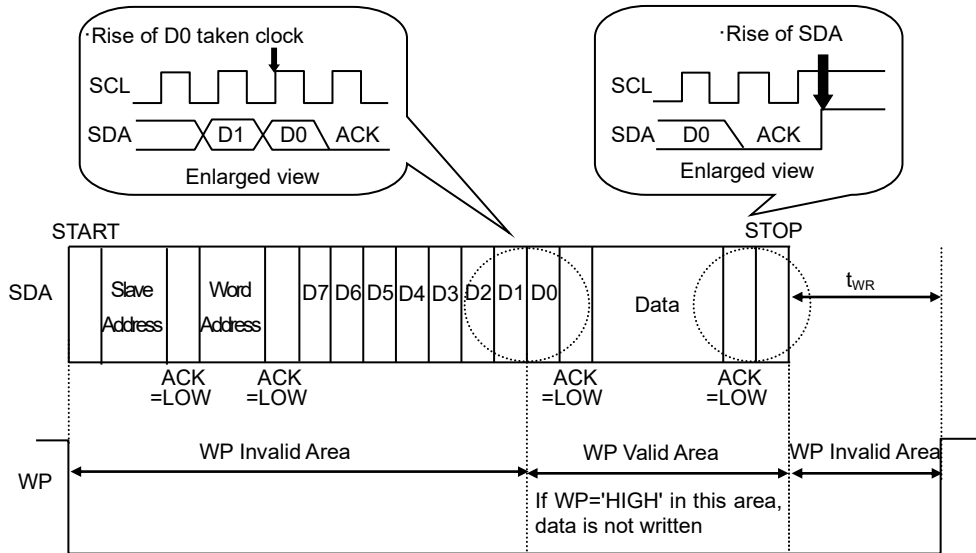 ·Rise of D0 taken clock
SCL
SDA
D1
D0
ACK
Enlarged view
·Rise of SDA
SCL
SDA
D0
ACK
Enlarged view
START
STOP
SDA
Slave
Address
Word
Address
D7
D6
D5
D4
D3
D2
D1
D0
Data
tWR
ACK
=LOW
ACK
=LOW
ACK
=LOW
ACK
=LOW
WP
WP Invalid Area
WP Valid Area
WP Invalid Area
If WP='HIGH' in this area,
data is not written